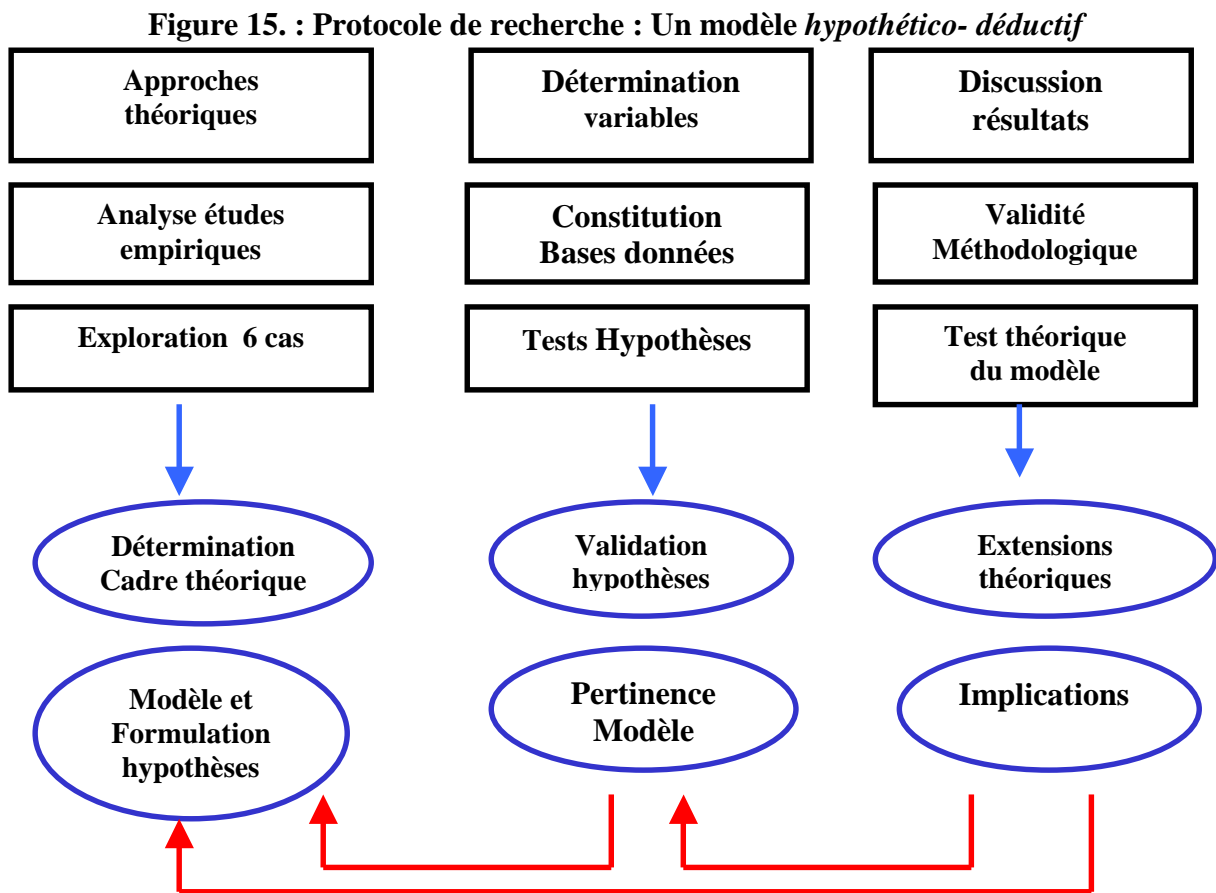 Figure 15. : Protocole de recherche : Un modèle hypothético- déductif
Approches
théoriques
Détermination
variables
Discussion
résultats
Analyse études
empiriques
Constitution
Bases données
Validité
Méthodologique
Exploration  6 cas
Tests Hypothèses
Test théorique
du modèle
Détermination
Cadre théorique
Validation
hypothèses
Extensions
théoriques
Modèle et
Formulation
hypothèses
Pertinence
Modèle
Implications